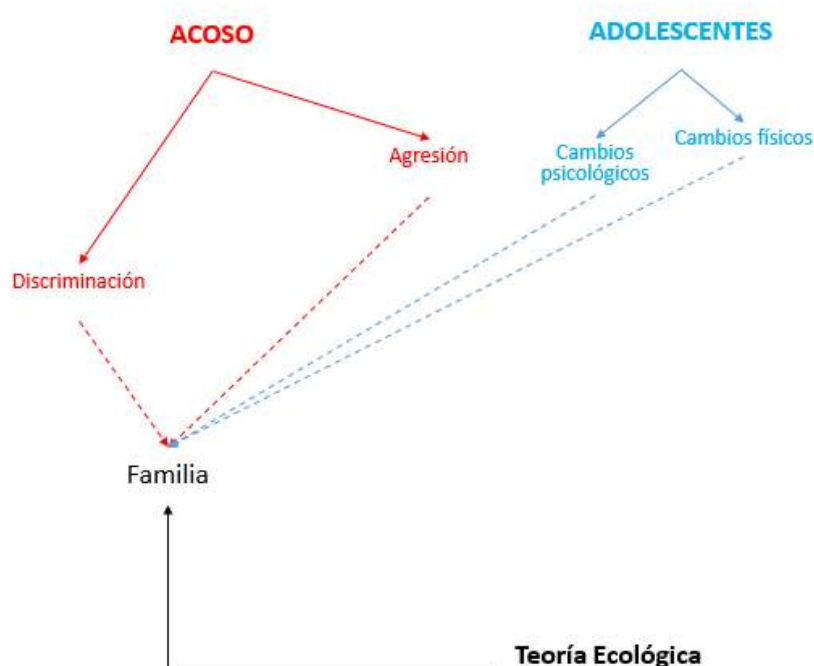 ACOSO
ADOLESCENTES
Agresión
Cambios
psicológicos
Cambios físicos
Discriminación
Familia
Teoría Ecológica